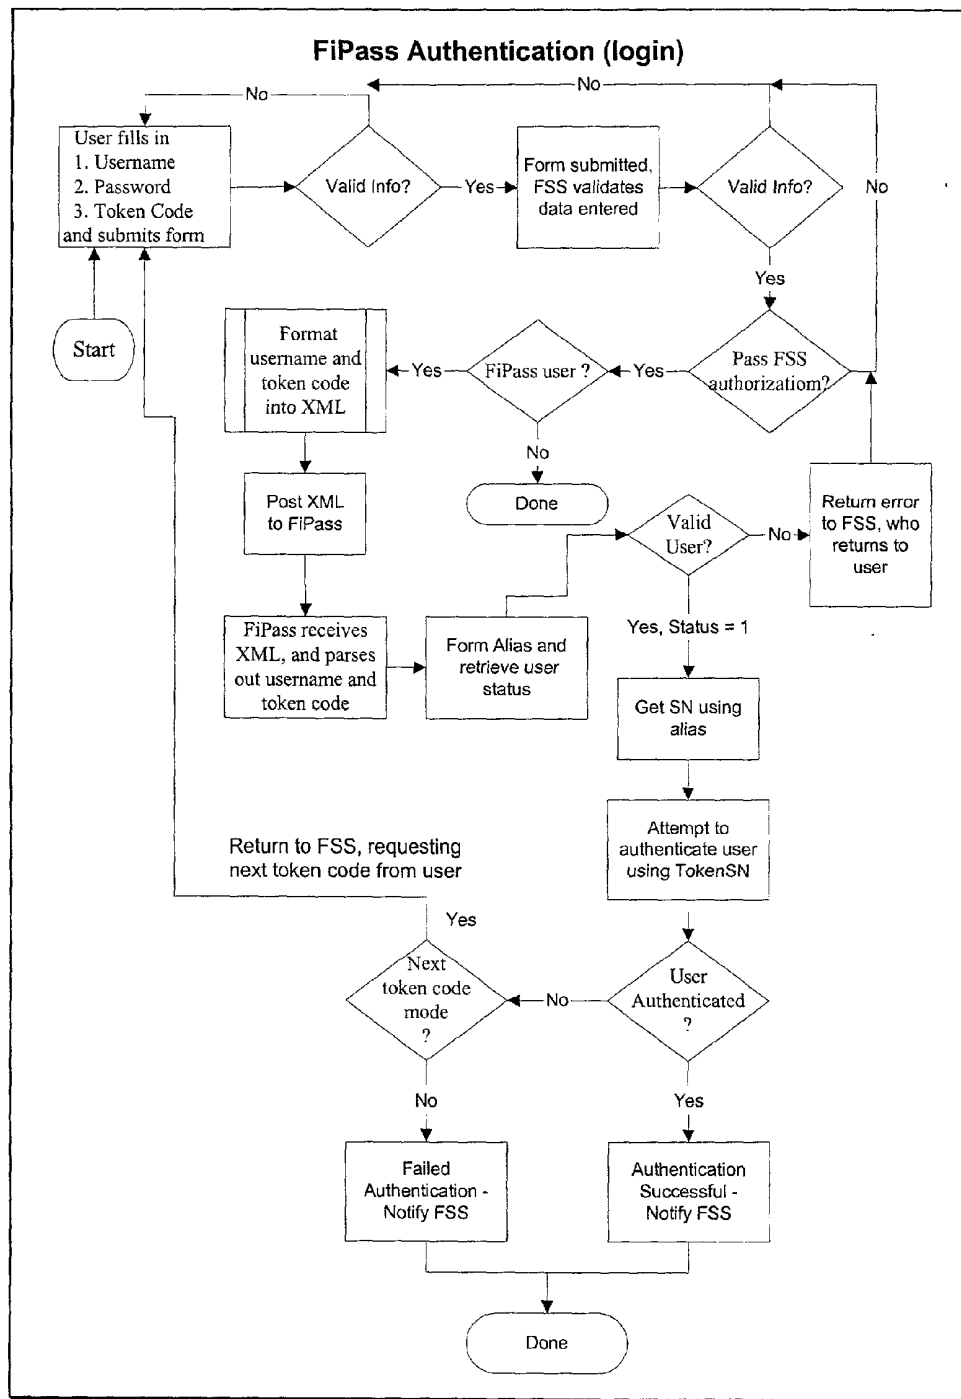 FiPass Authentication (login)
No
No
User fills in
1. Username
2. Password
3. Token Code
and submits form
Valid Info?
Yes
Form submitted,
FSS validates
data entered
Valid Info?
No
Yes
Start
Format
username and
token code
into XML
Yes
FiPass user ?
Yes
Pass FSS
authorizatiom?
No
Done
Post XML
to FiPass
Valid
User?
No
Return error
to FSS, who
returns to
user
FiPass receives
XML, and parses
out username and
token code
Form Alias and
retrieve user
status
Yes, Status = 1
Get SN using
alias
Attempt to
authenticate user
using TokenSN
Return to FSS, requesting
next token code from user
Yes
Next
token code
mode
?
No
User
Authenticated
?
No
Yes
Failed
Authentication -
Notify FSS
Authentication
Successful -
Notify FSS
Done